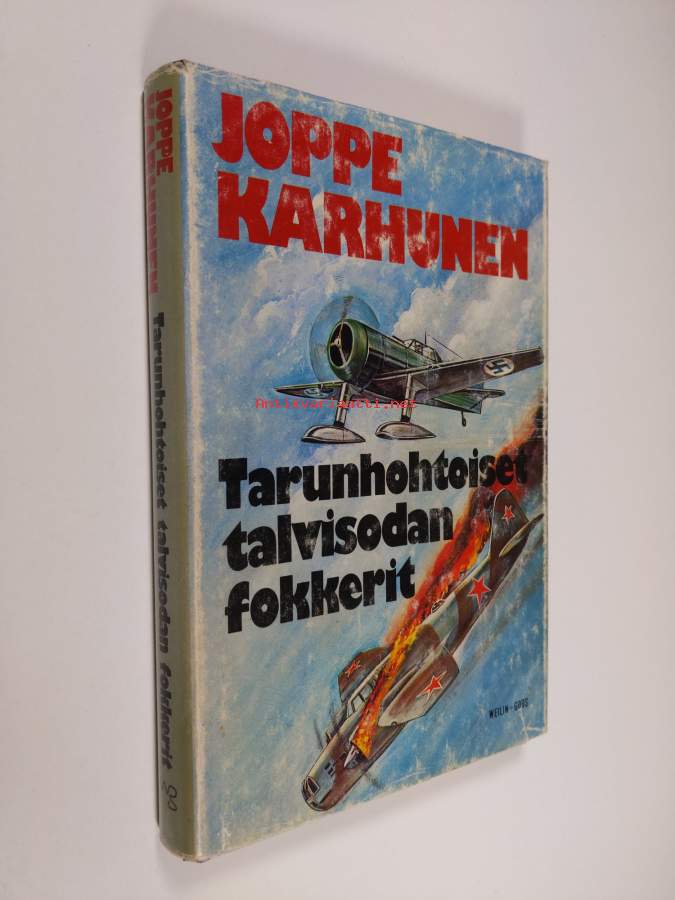 JOPPE
KARHUNEN
Tarunhohtoiset
talvisodan
fokkerit
WEILIN+GÖÖS
JOPPE
KARHUNEN
Tarunhohtoiset talvisodan fokkerit
Antikvariaatti.net